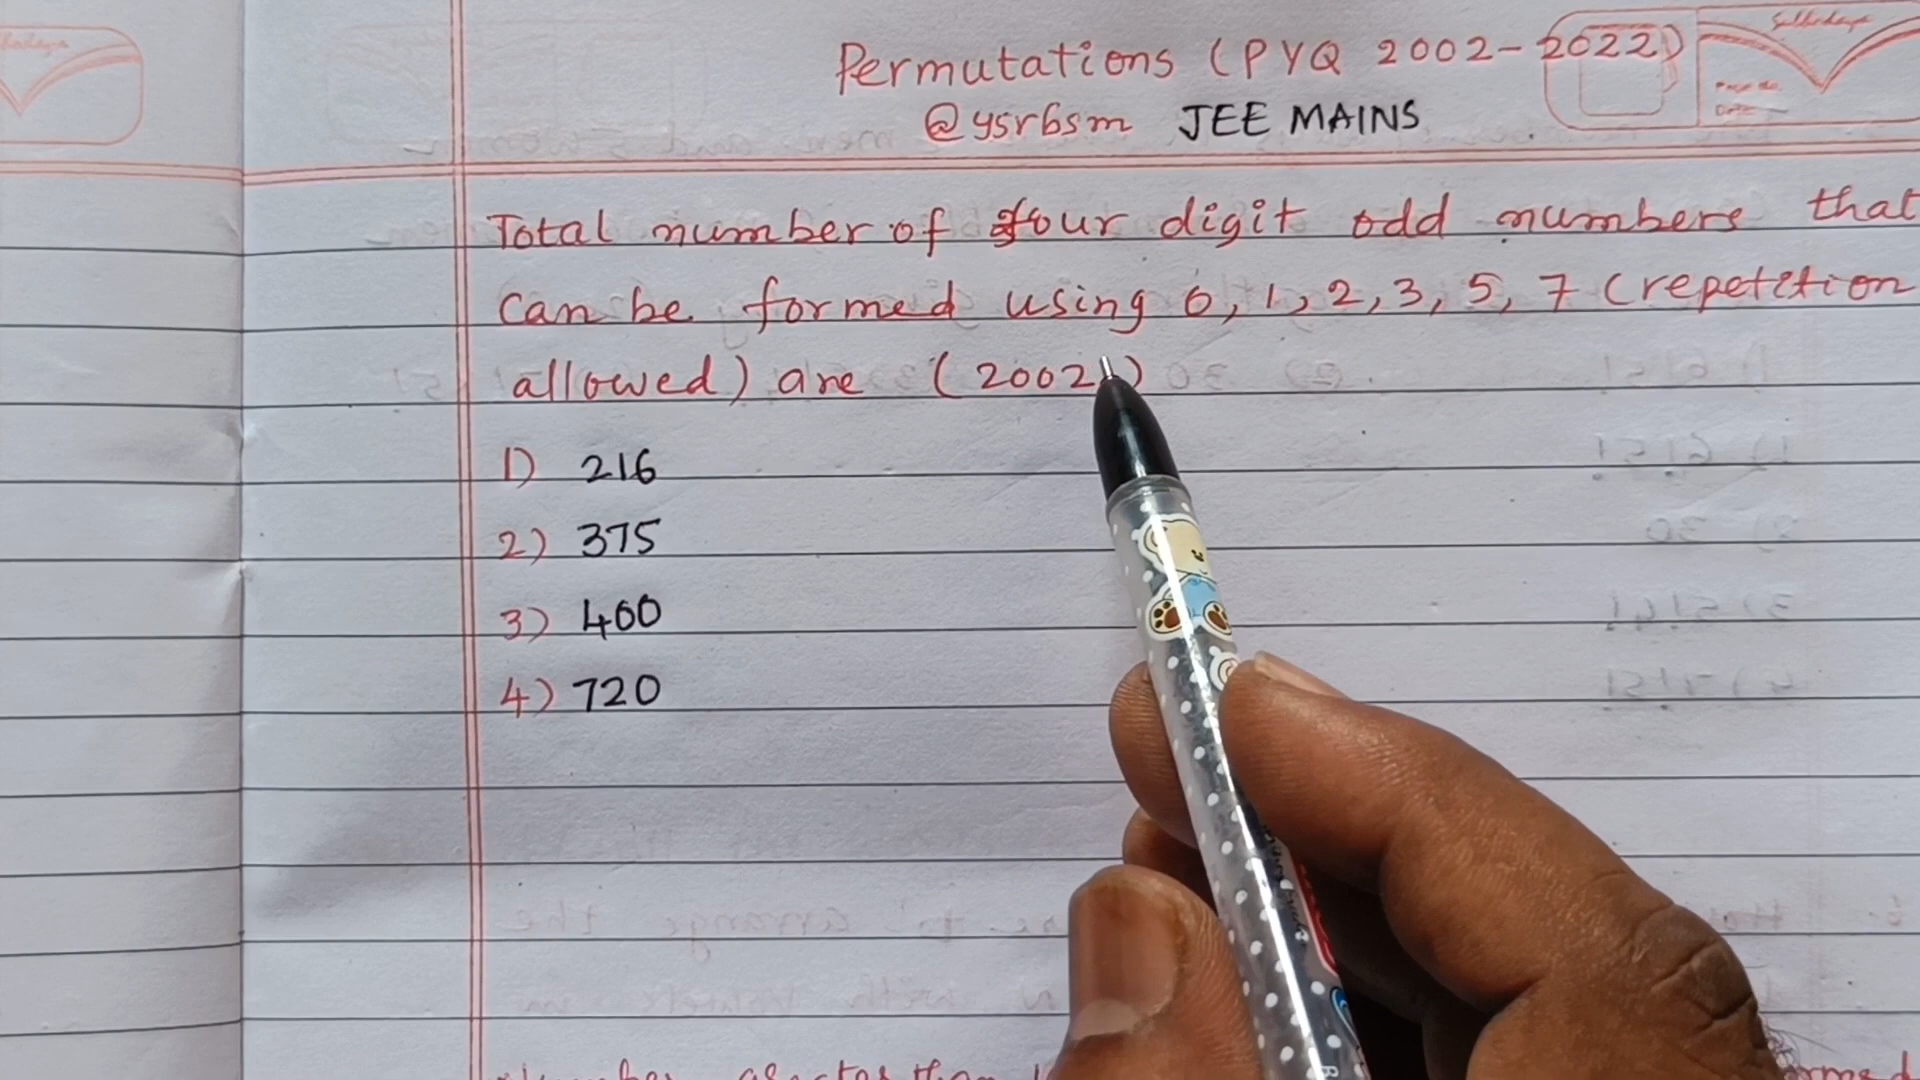 Permutations (PYQ 2002-2022)
@ysrbsm JEE MAINS
Total number of four digit odd numbers that
can be formed using 0, 1, 2, 3, 5, 7 (repetition
allowed) are (2002)
1) 216
2) 375
3) 400
4) 720